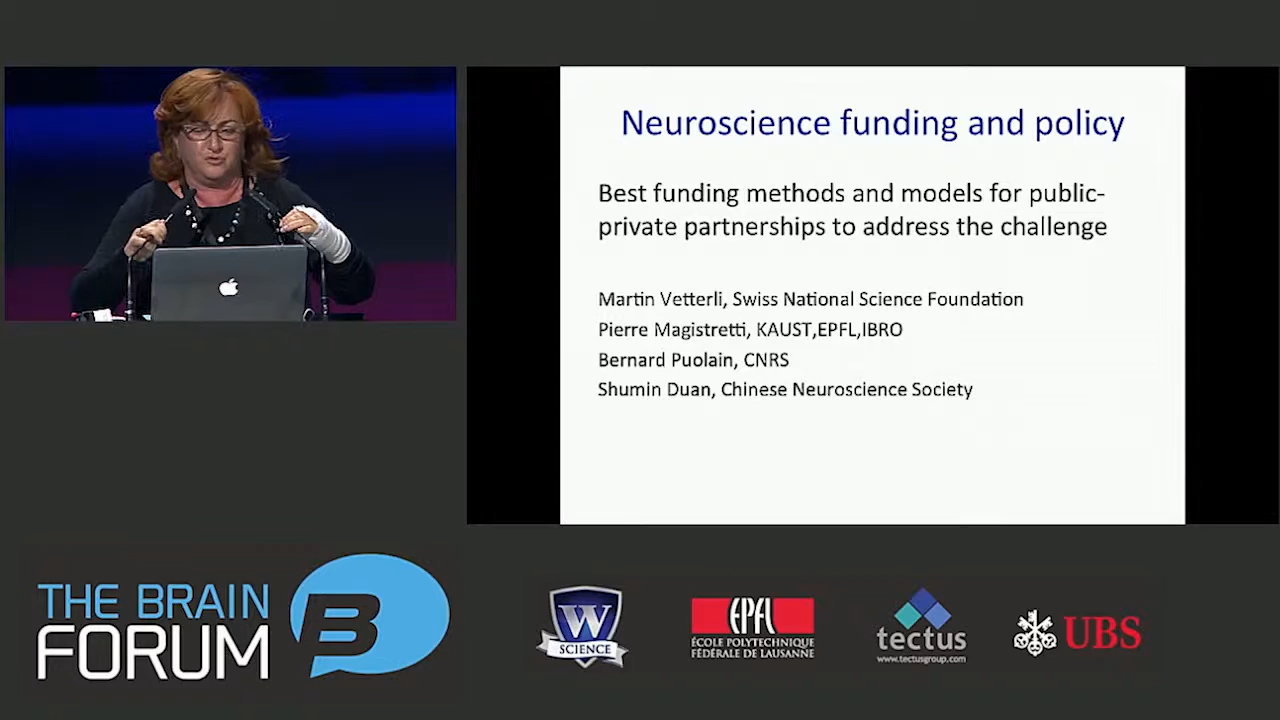 Neuroscience funding and policy
Best funding methods and models for public-
private partnerships to address the challenge
Martin Vetterli, Swiss National Science Foundation
Pierre Magistretti, KAUST,EPFL,IBRO
Bernard Puolain, CNRS
Shumin Duan, Chinese Neuroscience Society
THE BRAIN
FORUM
B
W
SCIENCE
EPFL
ÉCOLE POLYTECHNIQUE
FÉDÉRALE DE LAUSANNE
tectus
www.tectusgroup.com
UBS